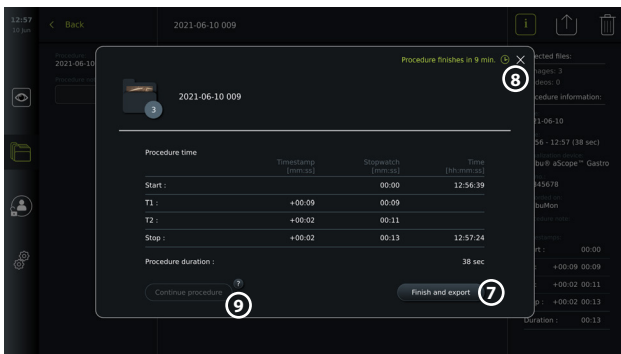 12:57
10 Jun
Back
2021-06-10 009
i
Procedure finishes in 9 min.
8
3
2021-06-10 009
Procedure time
Timestamp
[mm:ss]
Stopwatch
[mm:ss]
Time
[hh:mm:ss]
Start :
00:00
12:56:39
T1 :
+00:09
00:09
T2 :
+00:02
00:11
Stop :
+00:02
00:13
12:57:24
Procedure duration :
38 sec
Continue procedure
?
9
Finish and export
7
2021-06-10
ected files:
nages: 3
deos: 0
cedure information:
21-06-10
56 - 12:57 (38 sec)
bu® aScope™ Gastro
345678
buMon
rt :
00:00
+00:09 00:09
+00:02 00:11
p : +00:02 00:13
Duration :
00:13